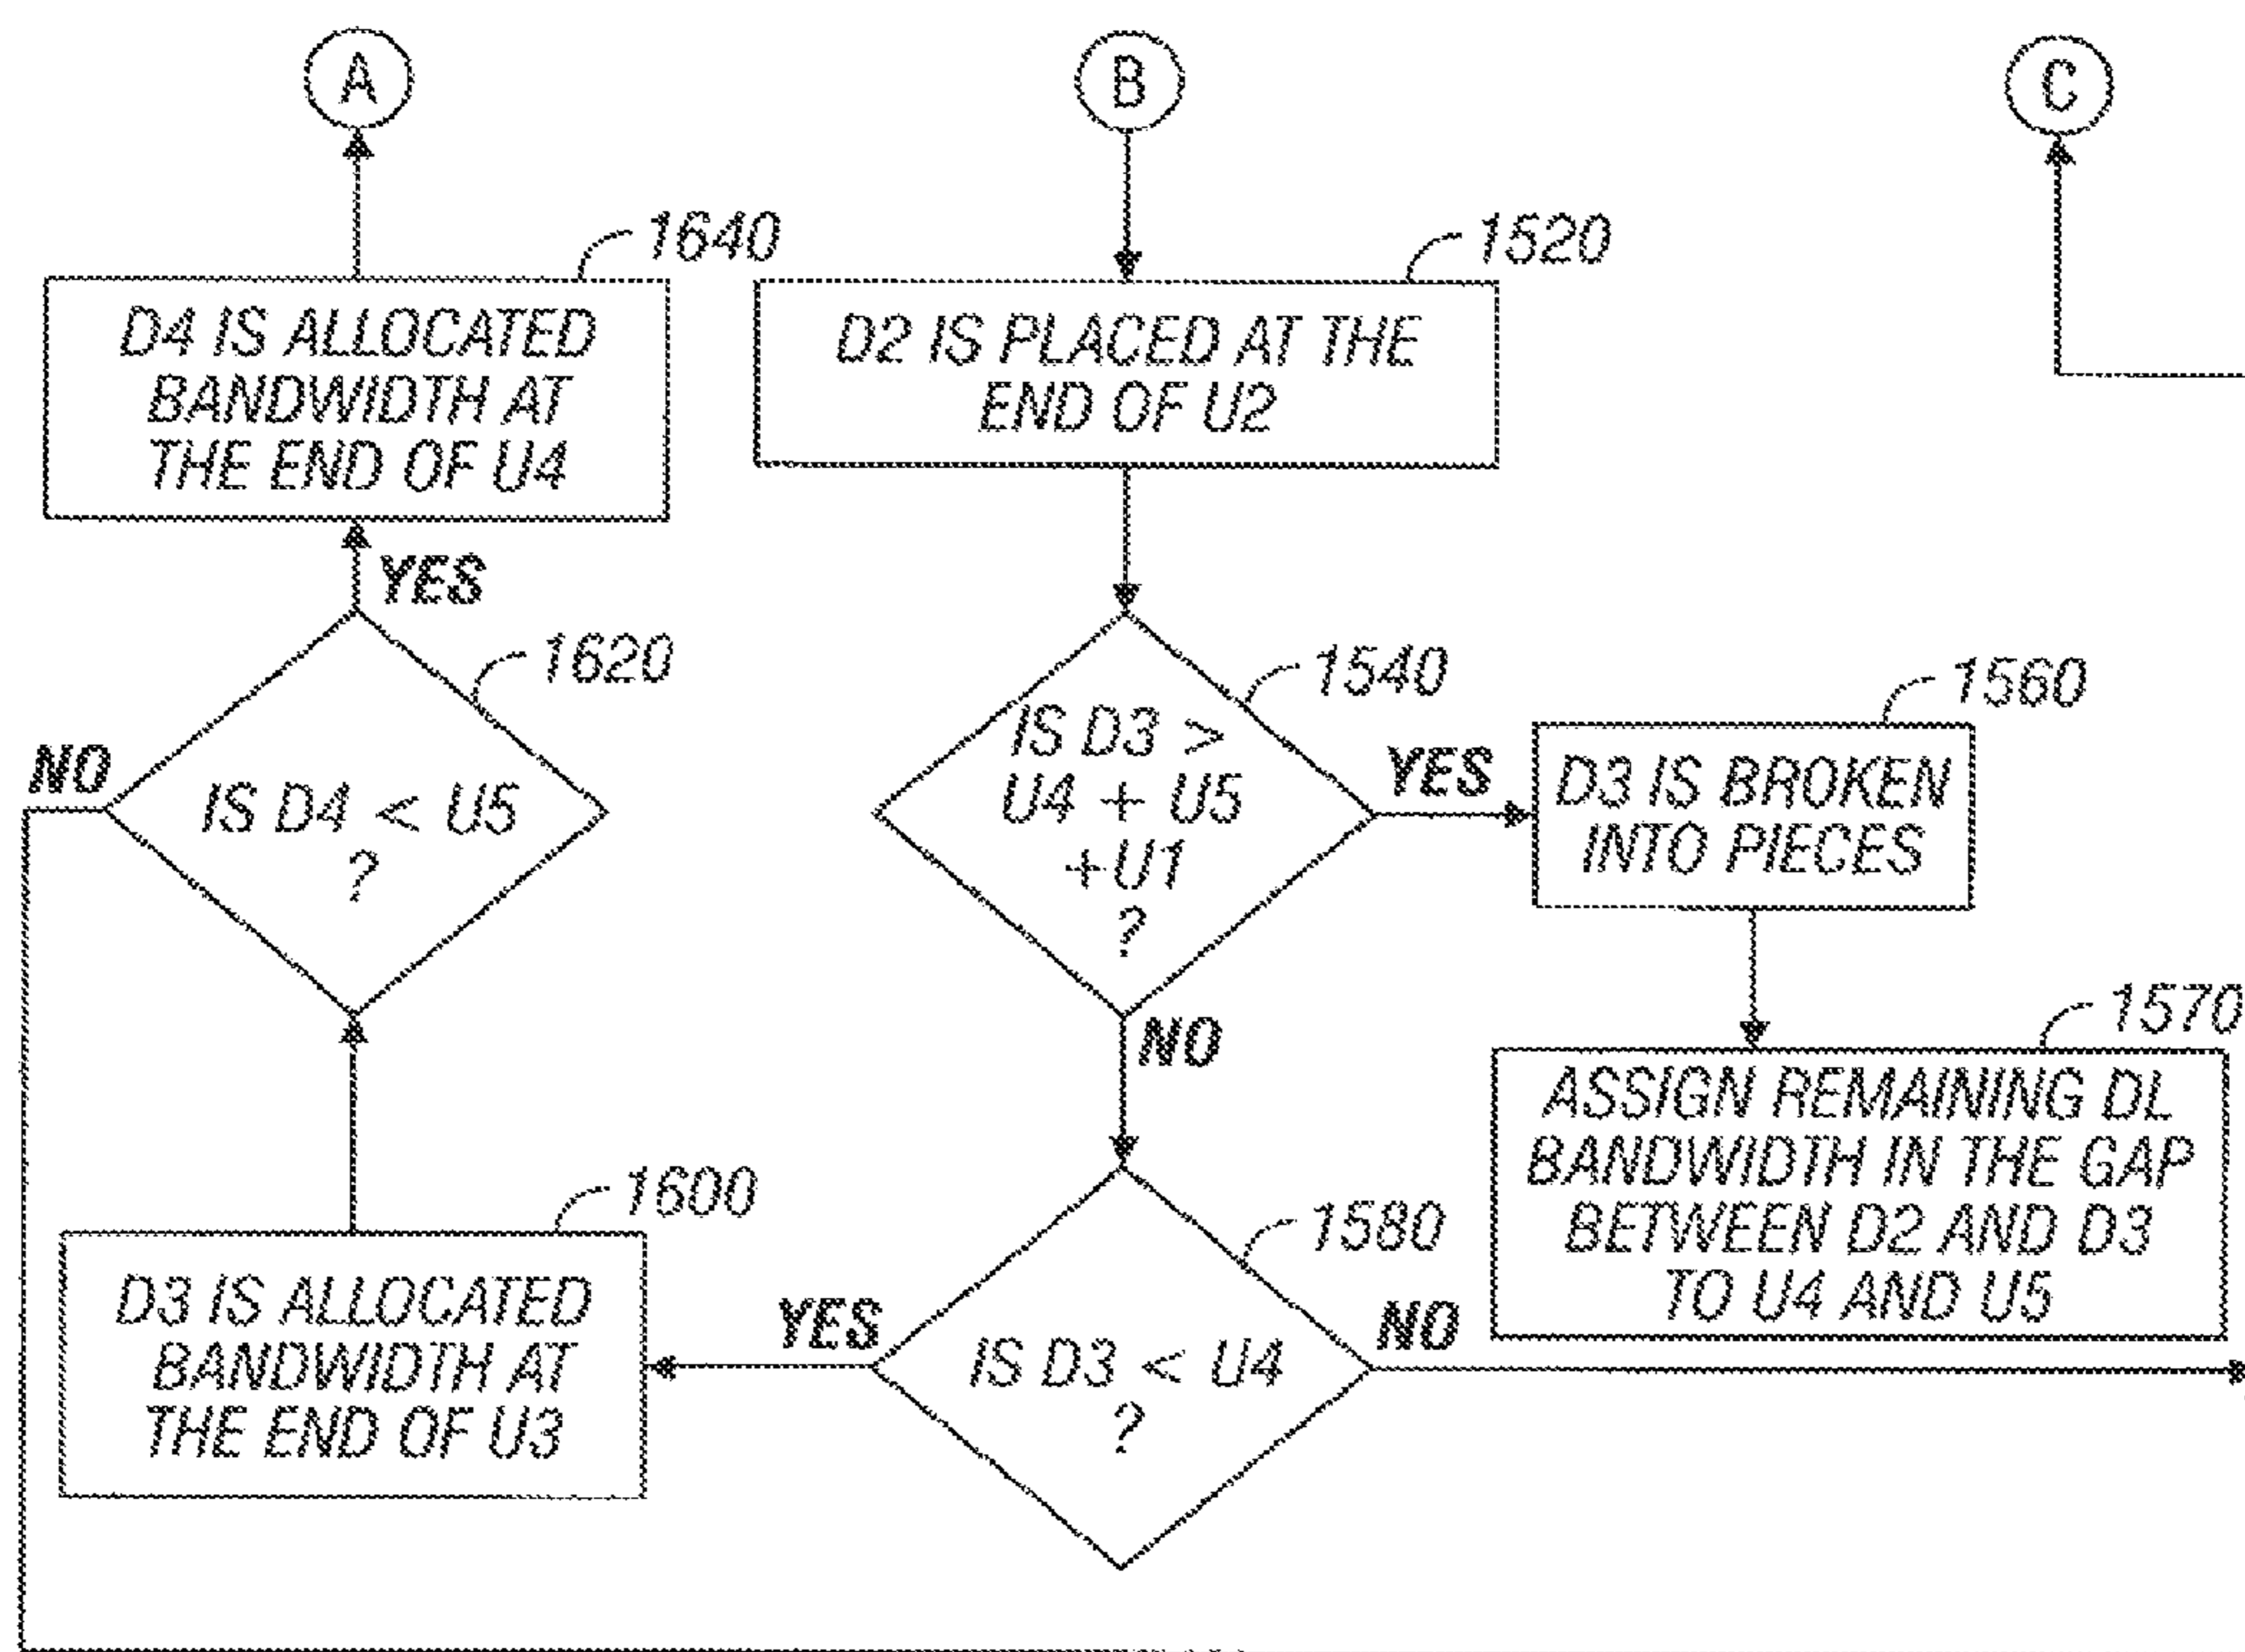 A
B
C
1640
D4 IS ALLOCATED
BANDWIDTH AT
THE END OF U4
1520
D2 IS PLACED AT THE
END OF U2
YES
1620
NO
IS D4 < U5
?
1540
IS D3 >
U4 + U5
+U1
?
YES
1560
D3 IS BROKEN
INTO PIECES
NO
1570
ASSIGN REMAINING DL
BANDWIDTH IN THE GAP
BETWEEN D2 AND D3
TO U4 AND U5
1600
D3 IS ALLOCATED
BANDWIDTH AT
THE END OF U3
YES
1580
IS D3 < U4
?
NO